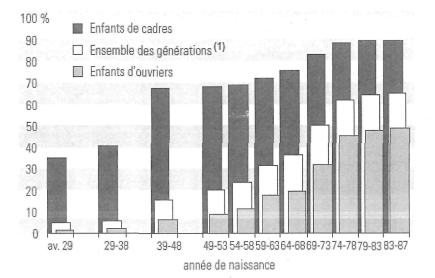 100 %
90
80
70
60
50
40
30
20
10
0
Enfants de cadres
Ensemble des générations (1)
Enfants d'ouvriers
av. 29 29-38 39-48 49-53 54-58 59-63 64-68 69-73 74-78 79-83 83-87
année de naissance